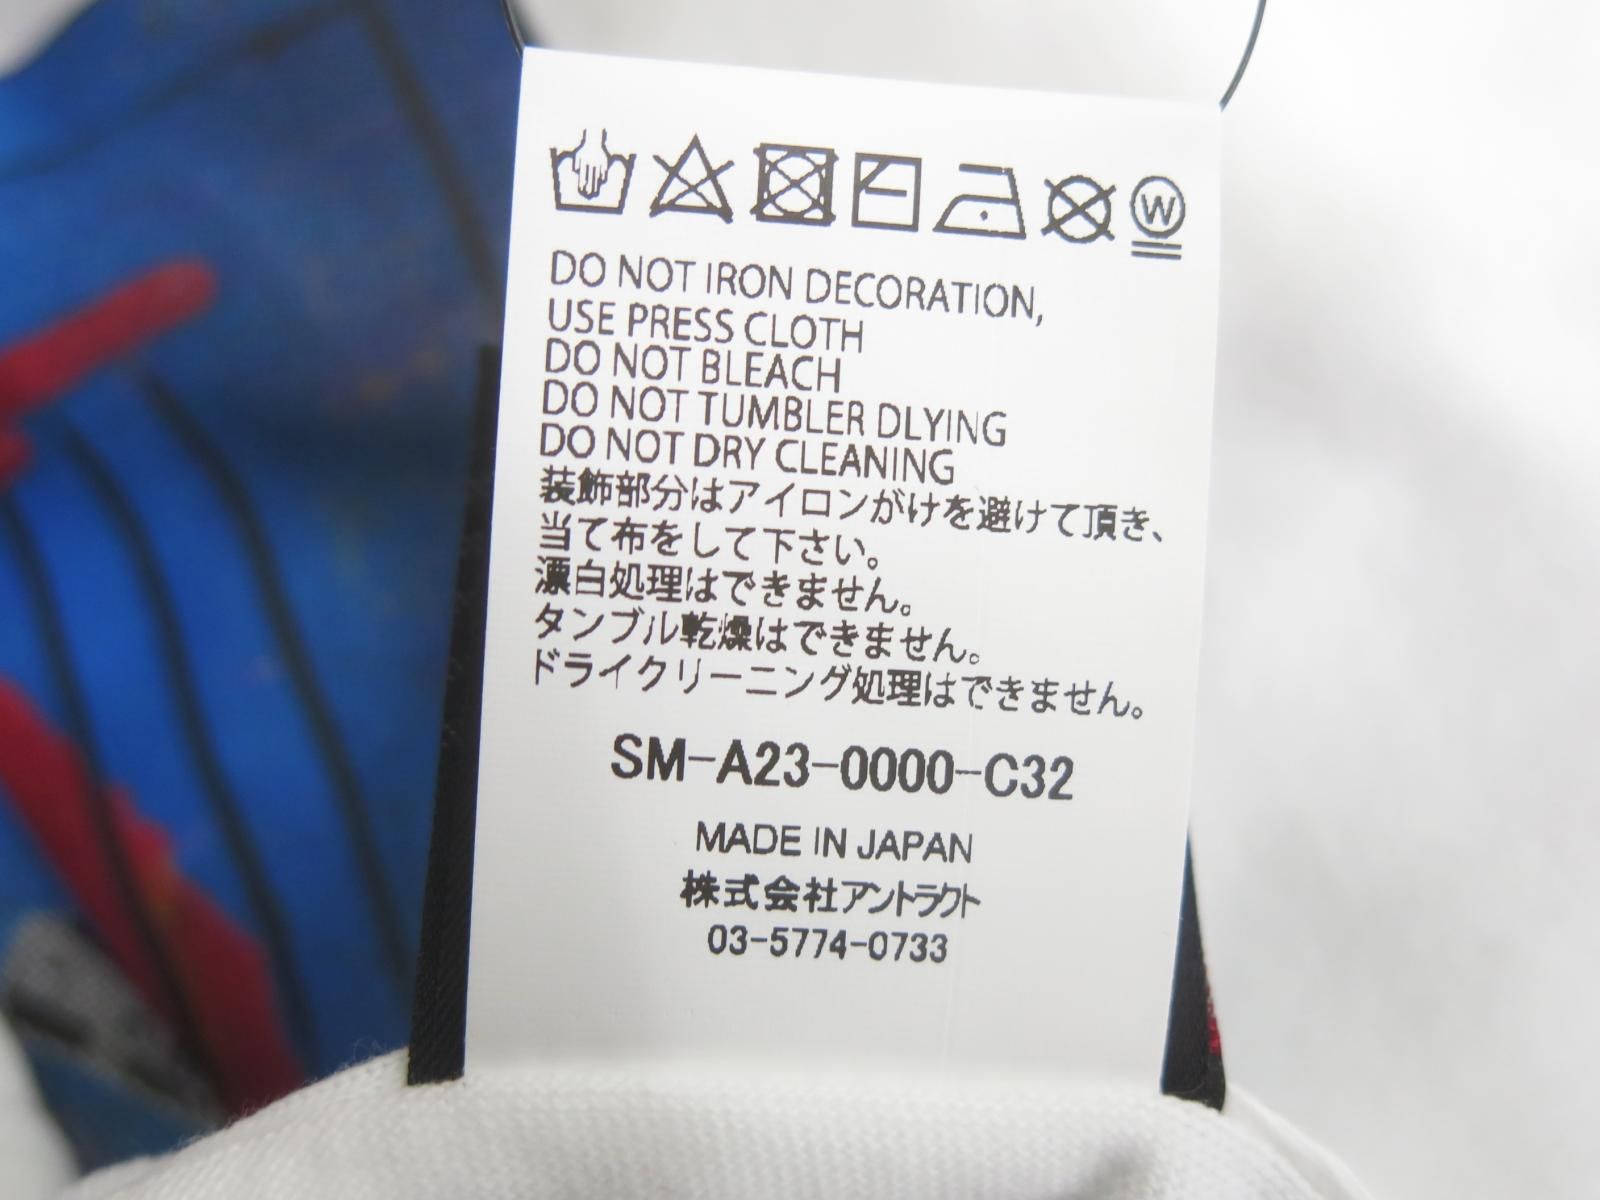 W
DO NOT IRON DECORATION,
USE PRESS CLOTH
DO NOT BLEACH
DO NOT TUMBLER DLYING
DO NOT DRY CLEANING
装飾部分はアイロンがけを避けて頂き、
当て布をして下さい。
漂白処理はできません。
タンブル乾燥はできません。
ドライクリーニング処理はできません。
SM-A23-0000-C32
MADE IN JAPAN
株式会社アントラクト
03-5774-0733